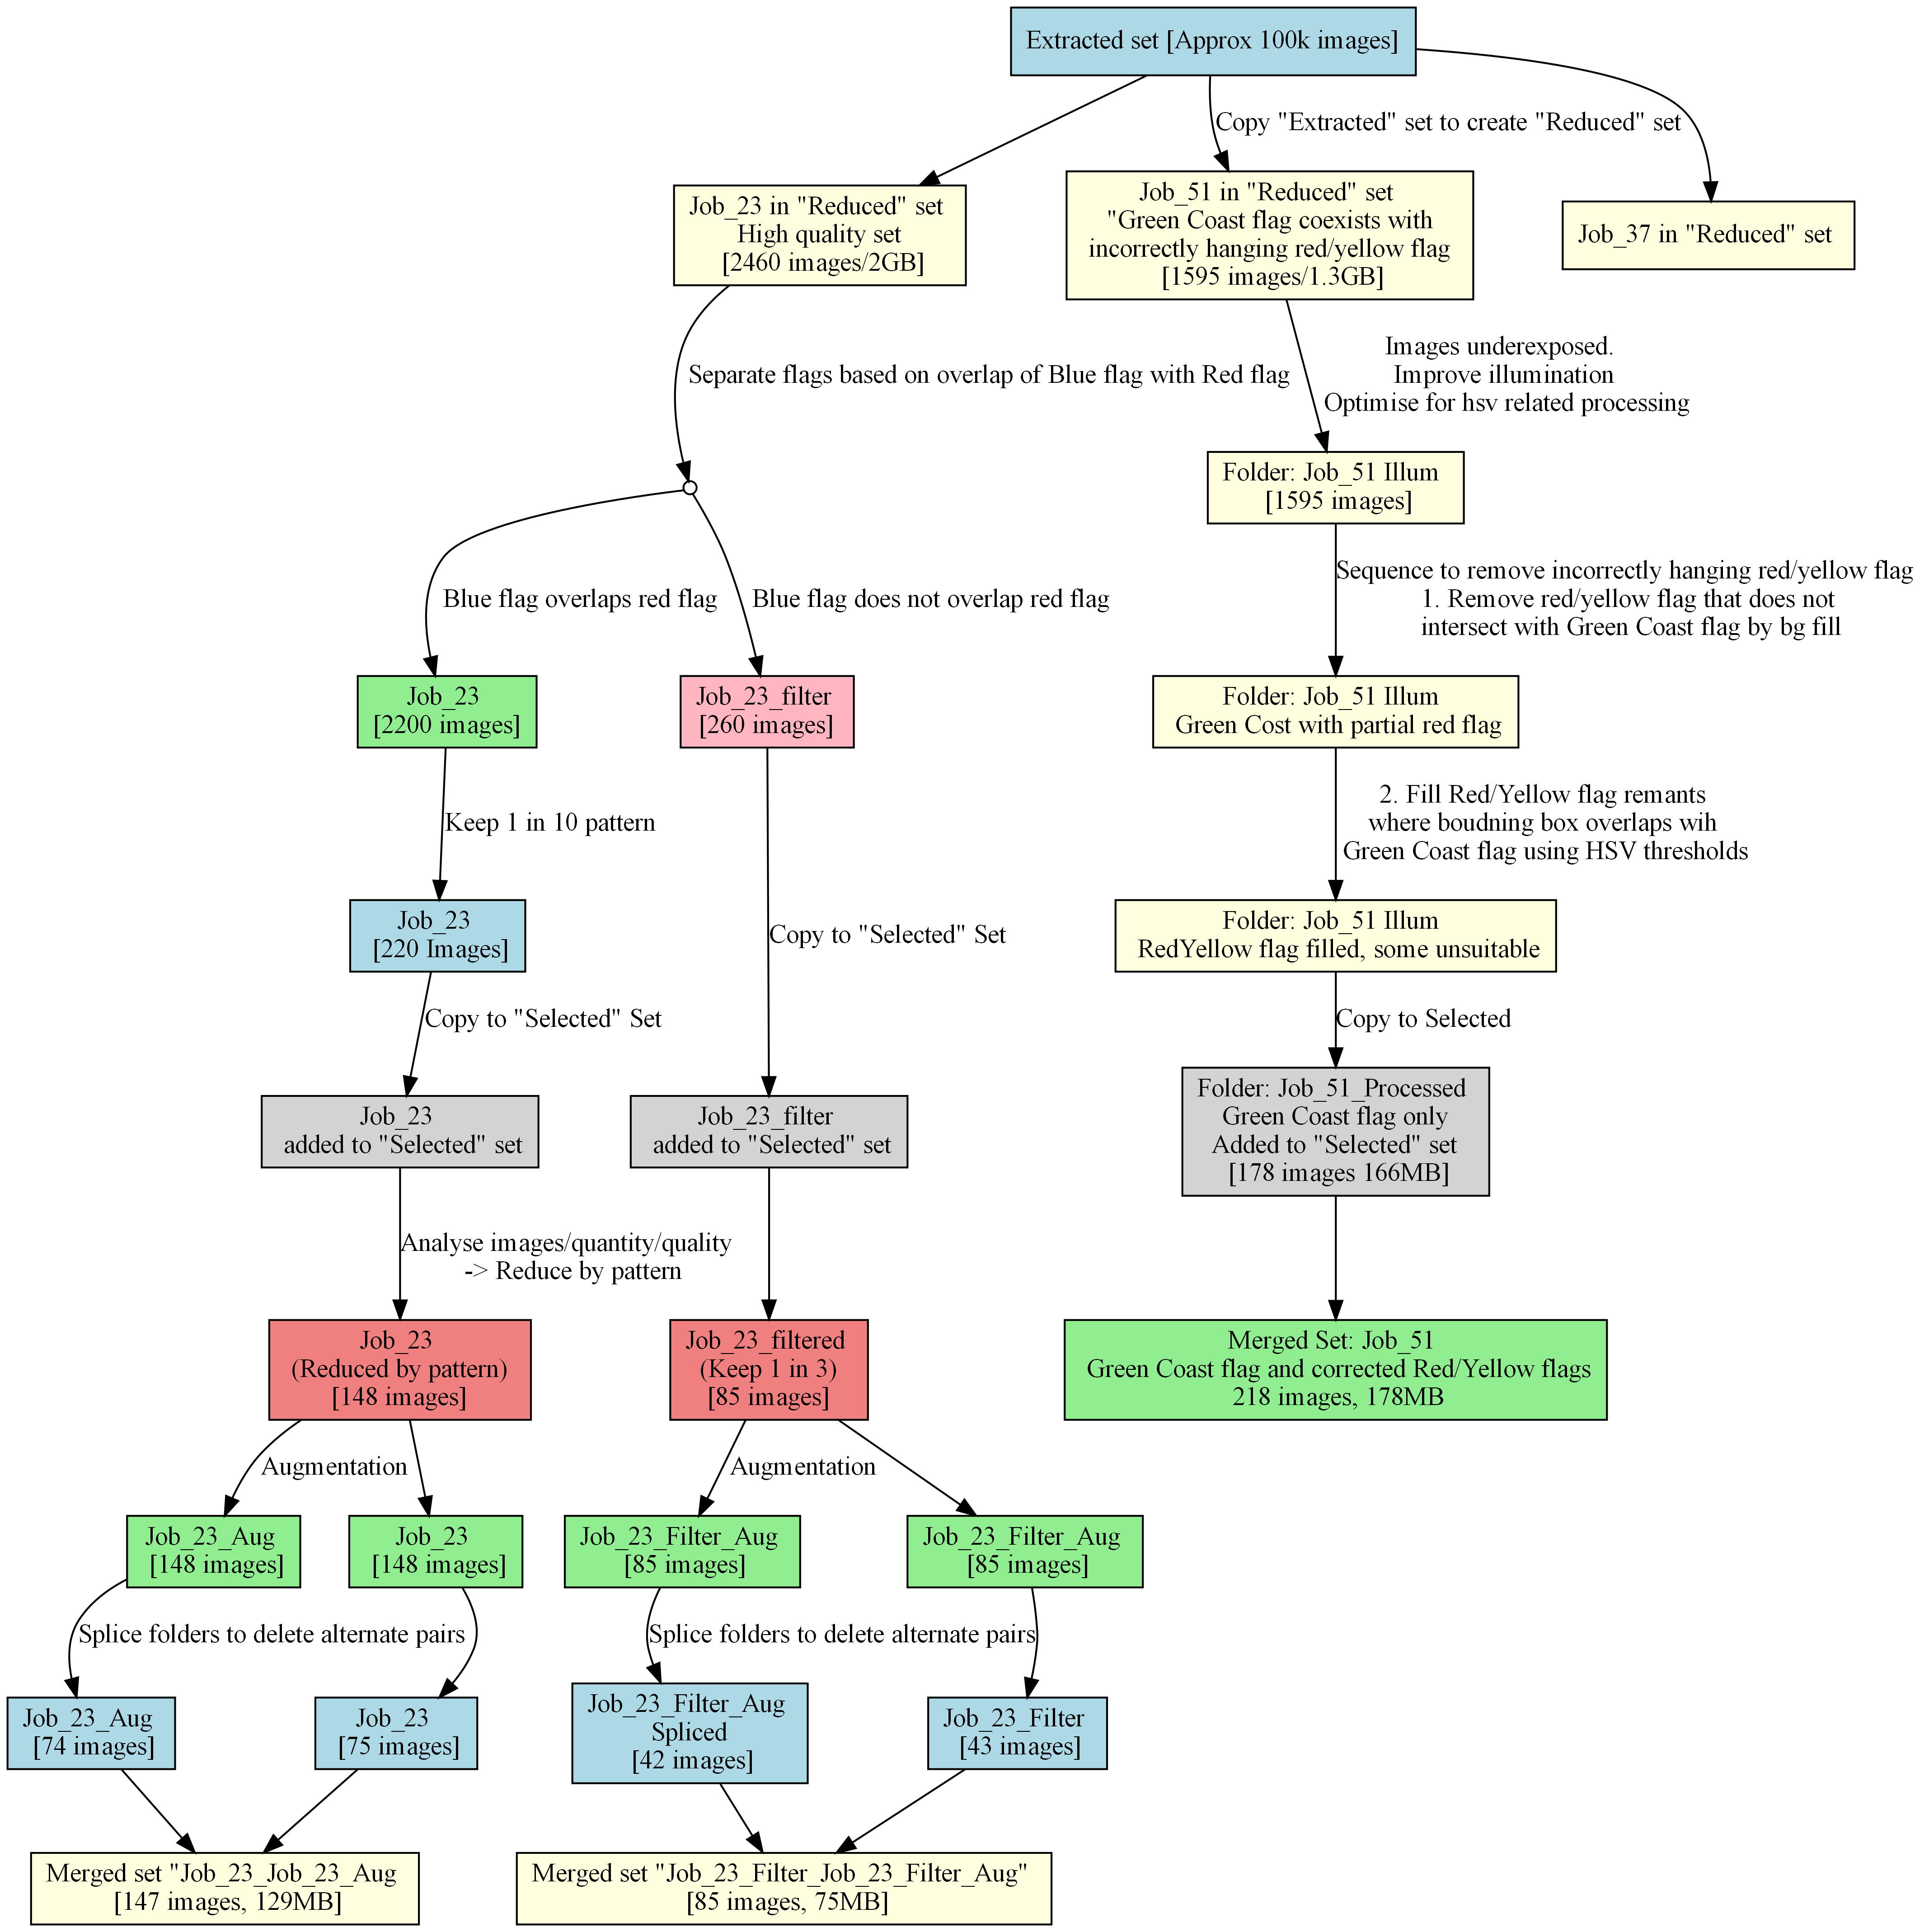 Extracted set [Approx 100k images]
Copy "Extracted" set to create "Reduced" set
Job_23 in "Reduced" set
High quality set
[2460 images/2GB]
Job_51 in "Reduced" set
"Green Coast flag coexists with
incorrectly hanging red/yellow flag
[1595 images/1.3GB]
Job_37 in "Reduced" set
Separate flags based on overlap of Blue flag with Red flag
Images underexposed.
Improve illumination
Optimise for hsv related processing
Folder: Job_51 Illum
[1595 images]
Blue flag overlaps red flag
Blue flag does not overlap red flag
Sequence to remove incorrectly hanging red/yellow flag
1. Remove red/yellow flag that does not
intersect with Green Coast flag by bg fill
Job_23
[2200 images]
Job_23_filter
[260 images]
Folder: Job_51 Illum
Green Cost with partial red flag
Keep 1 in 10 pattern
2. Fill Red/Yellow flag remants
where boudning box overlaps wih
Green Coast flag using HSV thresholds
Job_23
[220 Images]
Copy to "Selected" Set
Folder: Job_51 Illum
RedYellow flag filled, some unsuitable
Copy to "Selected" Set
Copy to Selected
Job_23
added to "Selected" set
Job_23_filter
added to "Selected" set
Folder: Job_51_Processed
Green Coast flag only
Added to "Selected" set
[178 images 166MB]
Analyse images/quantity/quality
-> Reduce by pattern
Job_23
(Reduced by pattern)
[148 images]
Job_23_filtered
(Keep 1 in 3)
[85 images]
Merged Set: Job_51
Green Coast flag and corrected Red/Yellow flags
218 images, 178MB
Augmentation
Augmentation
Job_23_Aug
[148 images]
Job_23
[148 images]
Job_23_Filter_Aug
[85 images]
Job_23_Filter_Aug
[85 images]
Splice folders to delete alternate pairs
Splice folders to delete alternate pairs
Job_23_Aug
[74 images]
Job_23
[75 images]
Job_23_Filter_Aug
Spliced
[42 images]
Job_23_Filter
[43 images]
Merged set "Job_23_Job_23_Aug
[147 images, 129MB]
Merged set "Job_23_Filter_Job_23_Filter_Aug"
[85 images, 75MB]